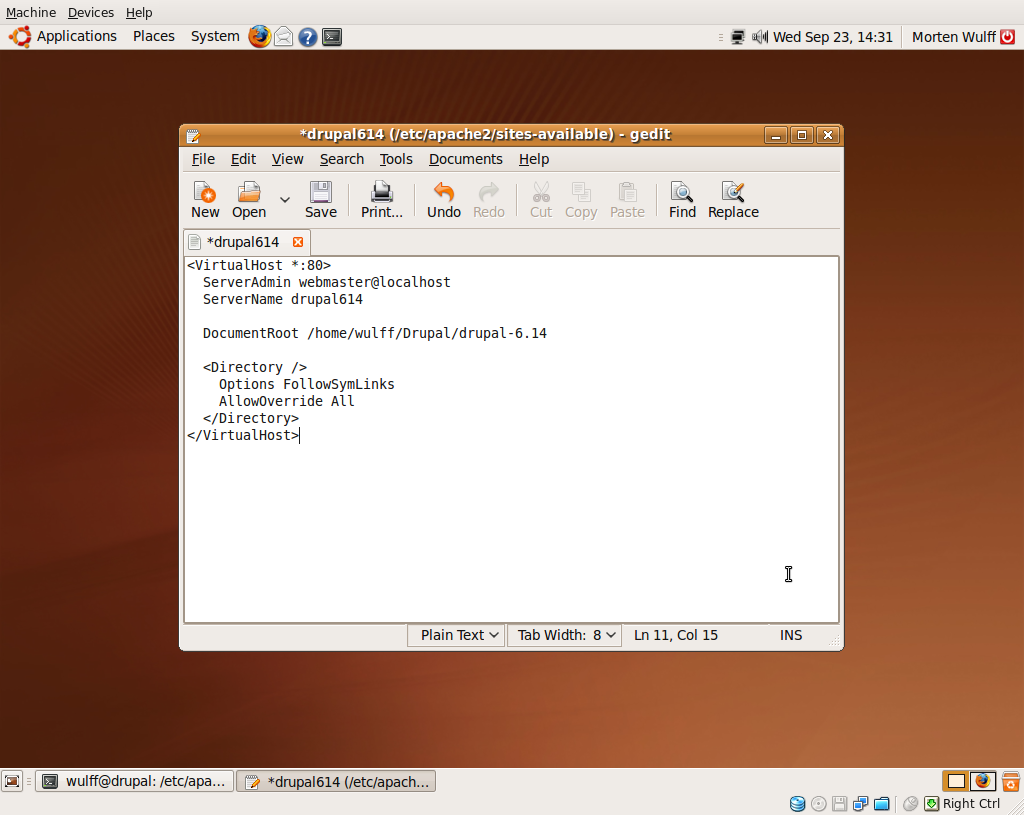 Machine Devices Help
Applications Places System Wed Sep 23, 14:31 Morten Wulff
*drupal614 (/etc/apache2/sites-available) - gedit
File Edit View Search Tools Documents Help
New Open Save Print... Undo Redo Cut Copy Paste Find Replace
*drupal614
<VirtualHost *:80>
  ServerAdmin webmaster@localhost
  ServerName drupal614
  DocumentRoot /home/wulff/Drupal/drupal-6.14
  <Directory />
    Options FollowSymLinks
    AllowOverride All
  </Directory>
</VirtualHost>
Plain Text Tab Width: 8 Ln 11, Col 15 INS
wulff@drupal: /etc/apa... *drupal614 (/etc/apach...
Right Ctrl